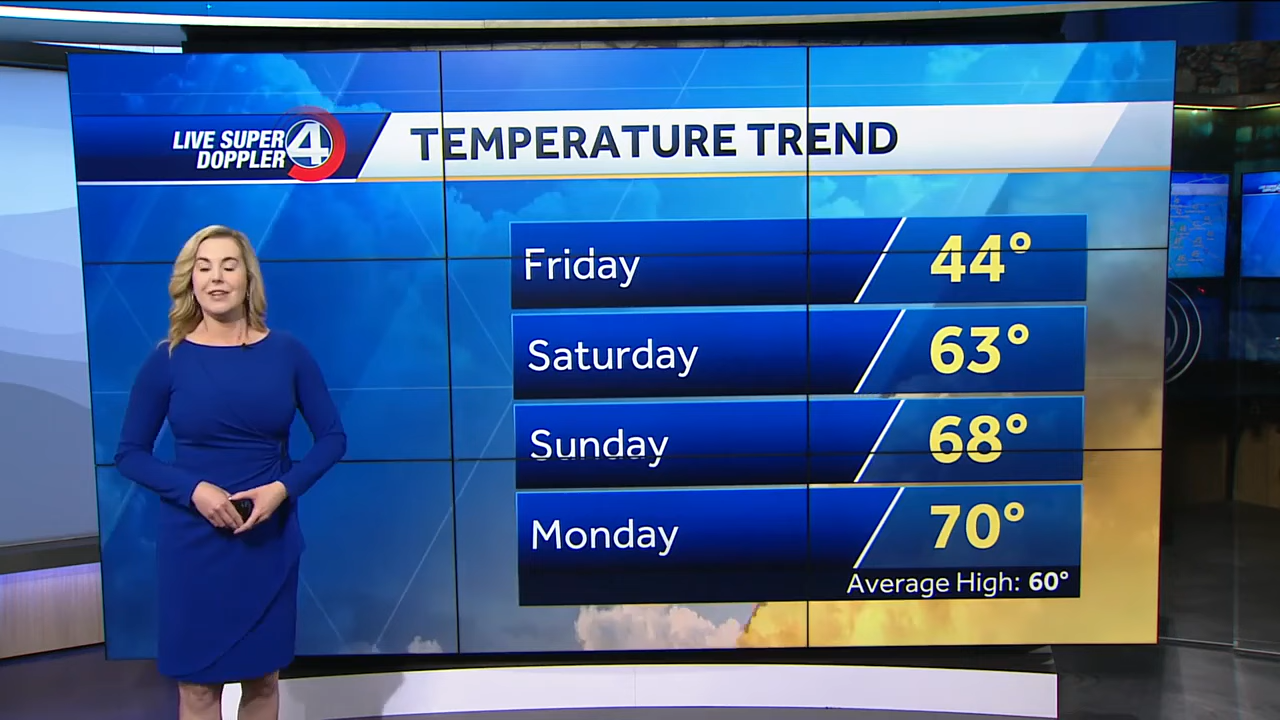 LIVE SUPER
DOPPLER 4
TEMPERATURE TREND
Friday 44°
Saturday 63°
Sunday 68°
Monday 70°
Average High: 60°